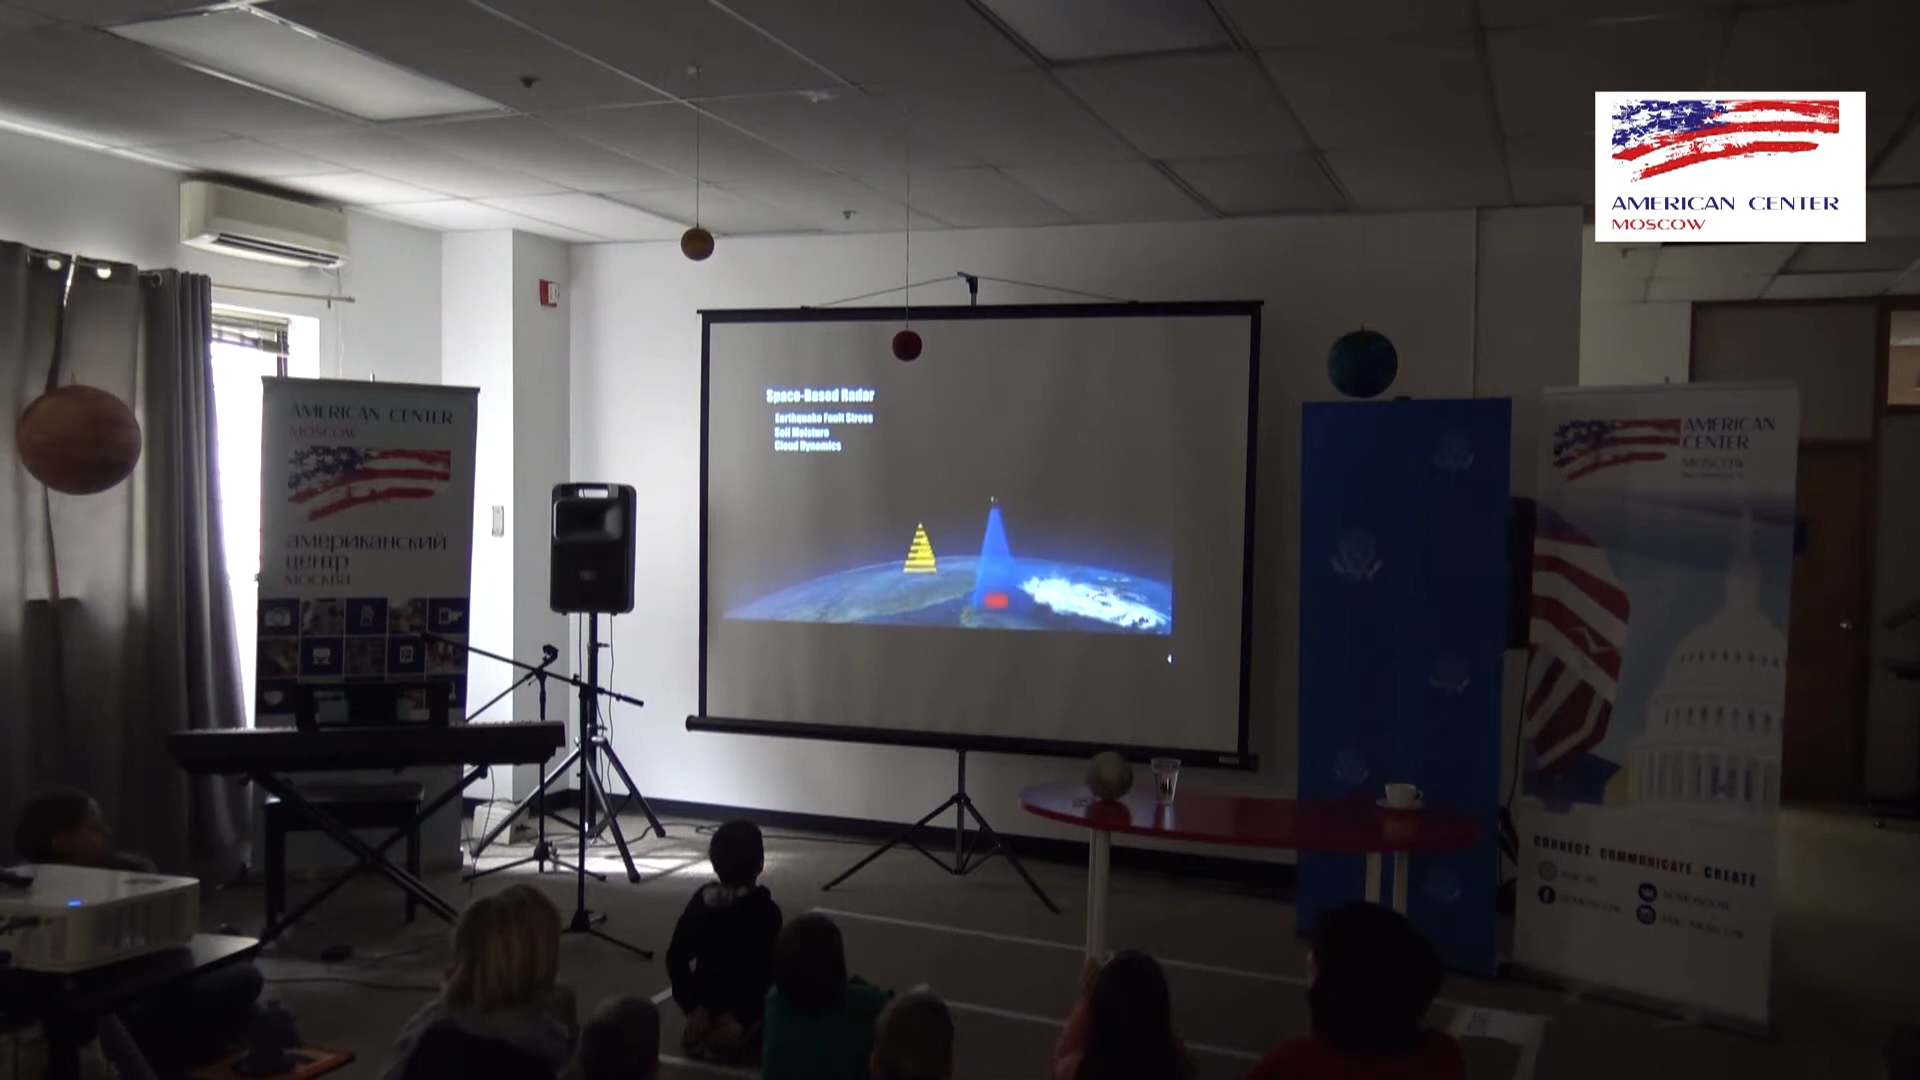 AMERICAN CENTER
MOSCOW
Space-Based Radar
Earthquake Fault Stress
Soil Moisture
Cloud Dynamics
AMERICAN CENTER
MOSCOW
американский
центр
москва
AMERICAN
CENTER
MOSCOW
CONNECT. COMMUNICATE. CREATE